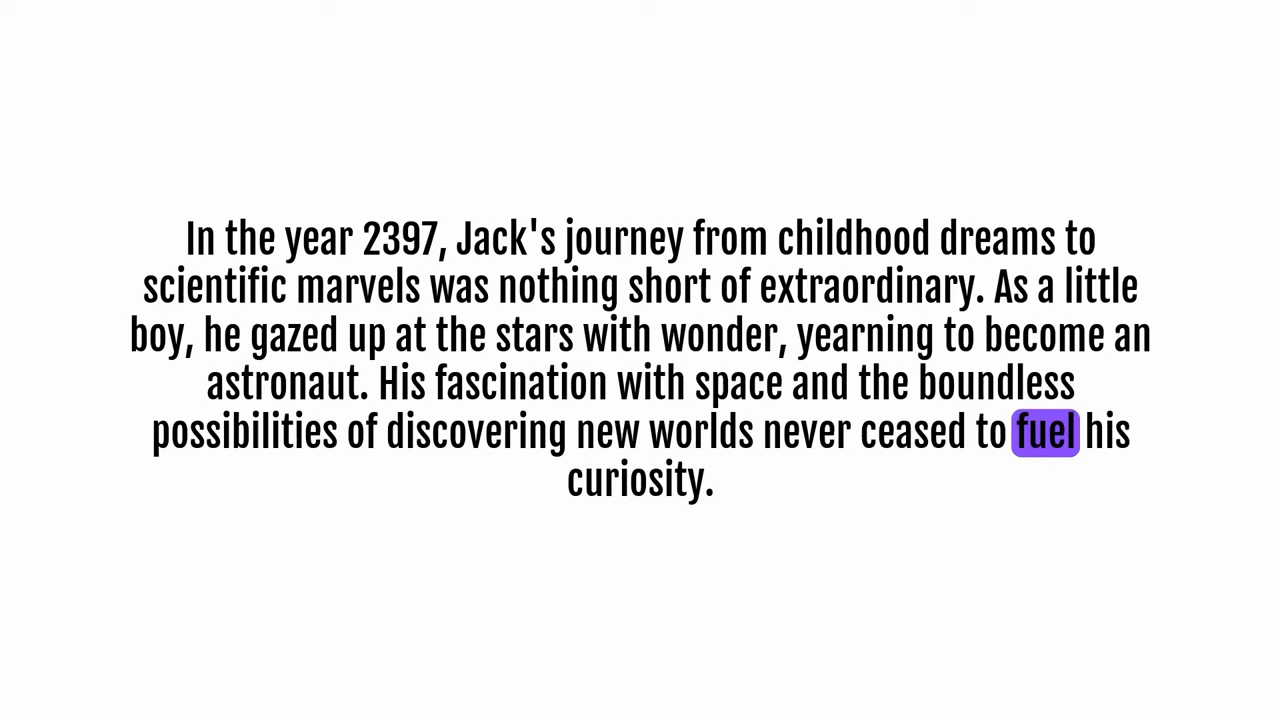 In the year 2397, Jack's journey from childhood dreams to
scientific marvels was nothing short of extraordinary. As a little
boy, he gazed up at the stars with wonder, yearning to become an
astronaut. His fascination with space and the boundless
possibilities of discovering new worlds never ceased to fuel his
curiosity.